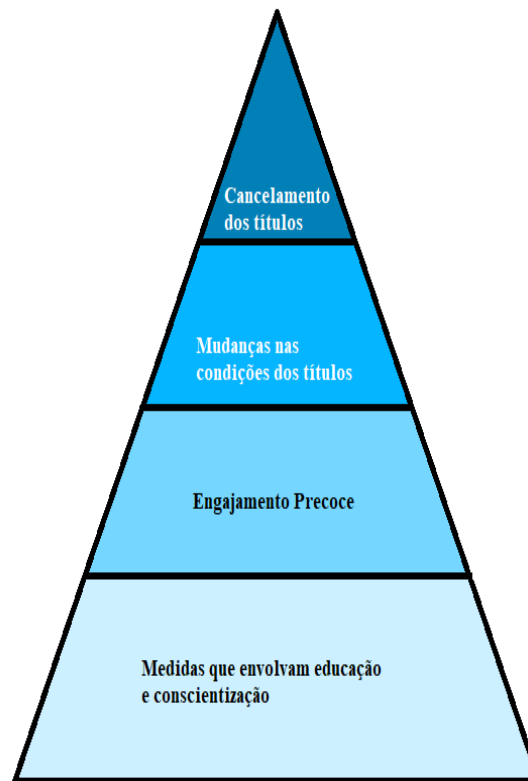 Cancelamento
dos títulos
Mudanças nas
condições dos títulos
Engajamento Precoce
Medidas que envolvam educação
e conscientização